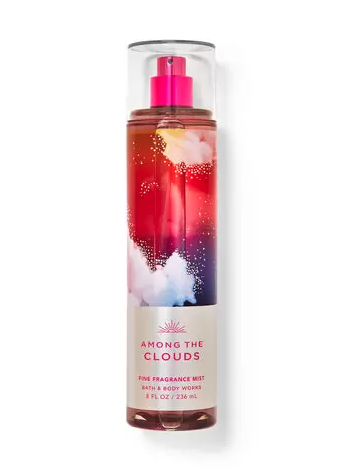 AMONG THE
CLOUDS
FINE FRAGRANCE MIST
BATH & BODY WORKS
8 FL OZ / 236 mL